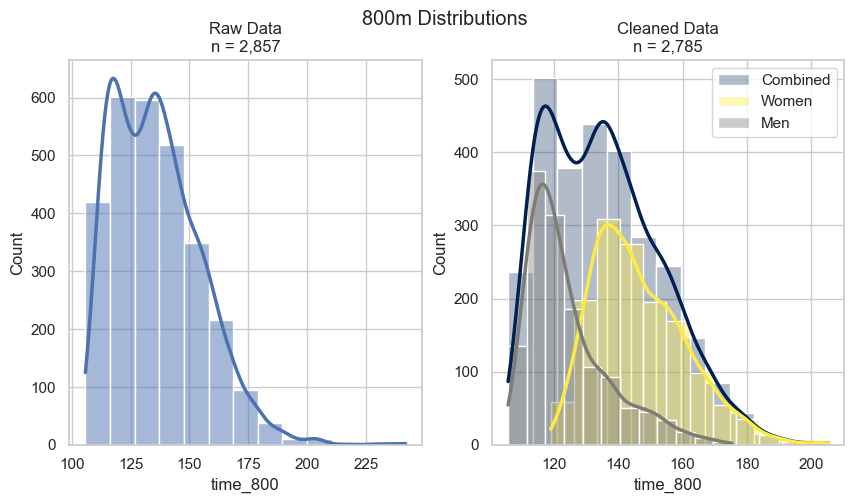 800m Distributions
Raw Data
n = 2,857
Count
600
500
400
300
200
100
0
100
125
150
175
200
225
time_800
Cleaned Data
n = 2,785
Count
500
400
300
200
100
0
120
140
160
180
200
time_800
Combined
Women
Men